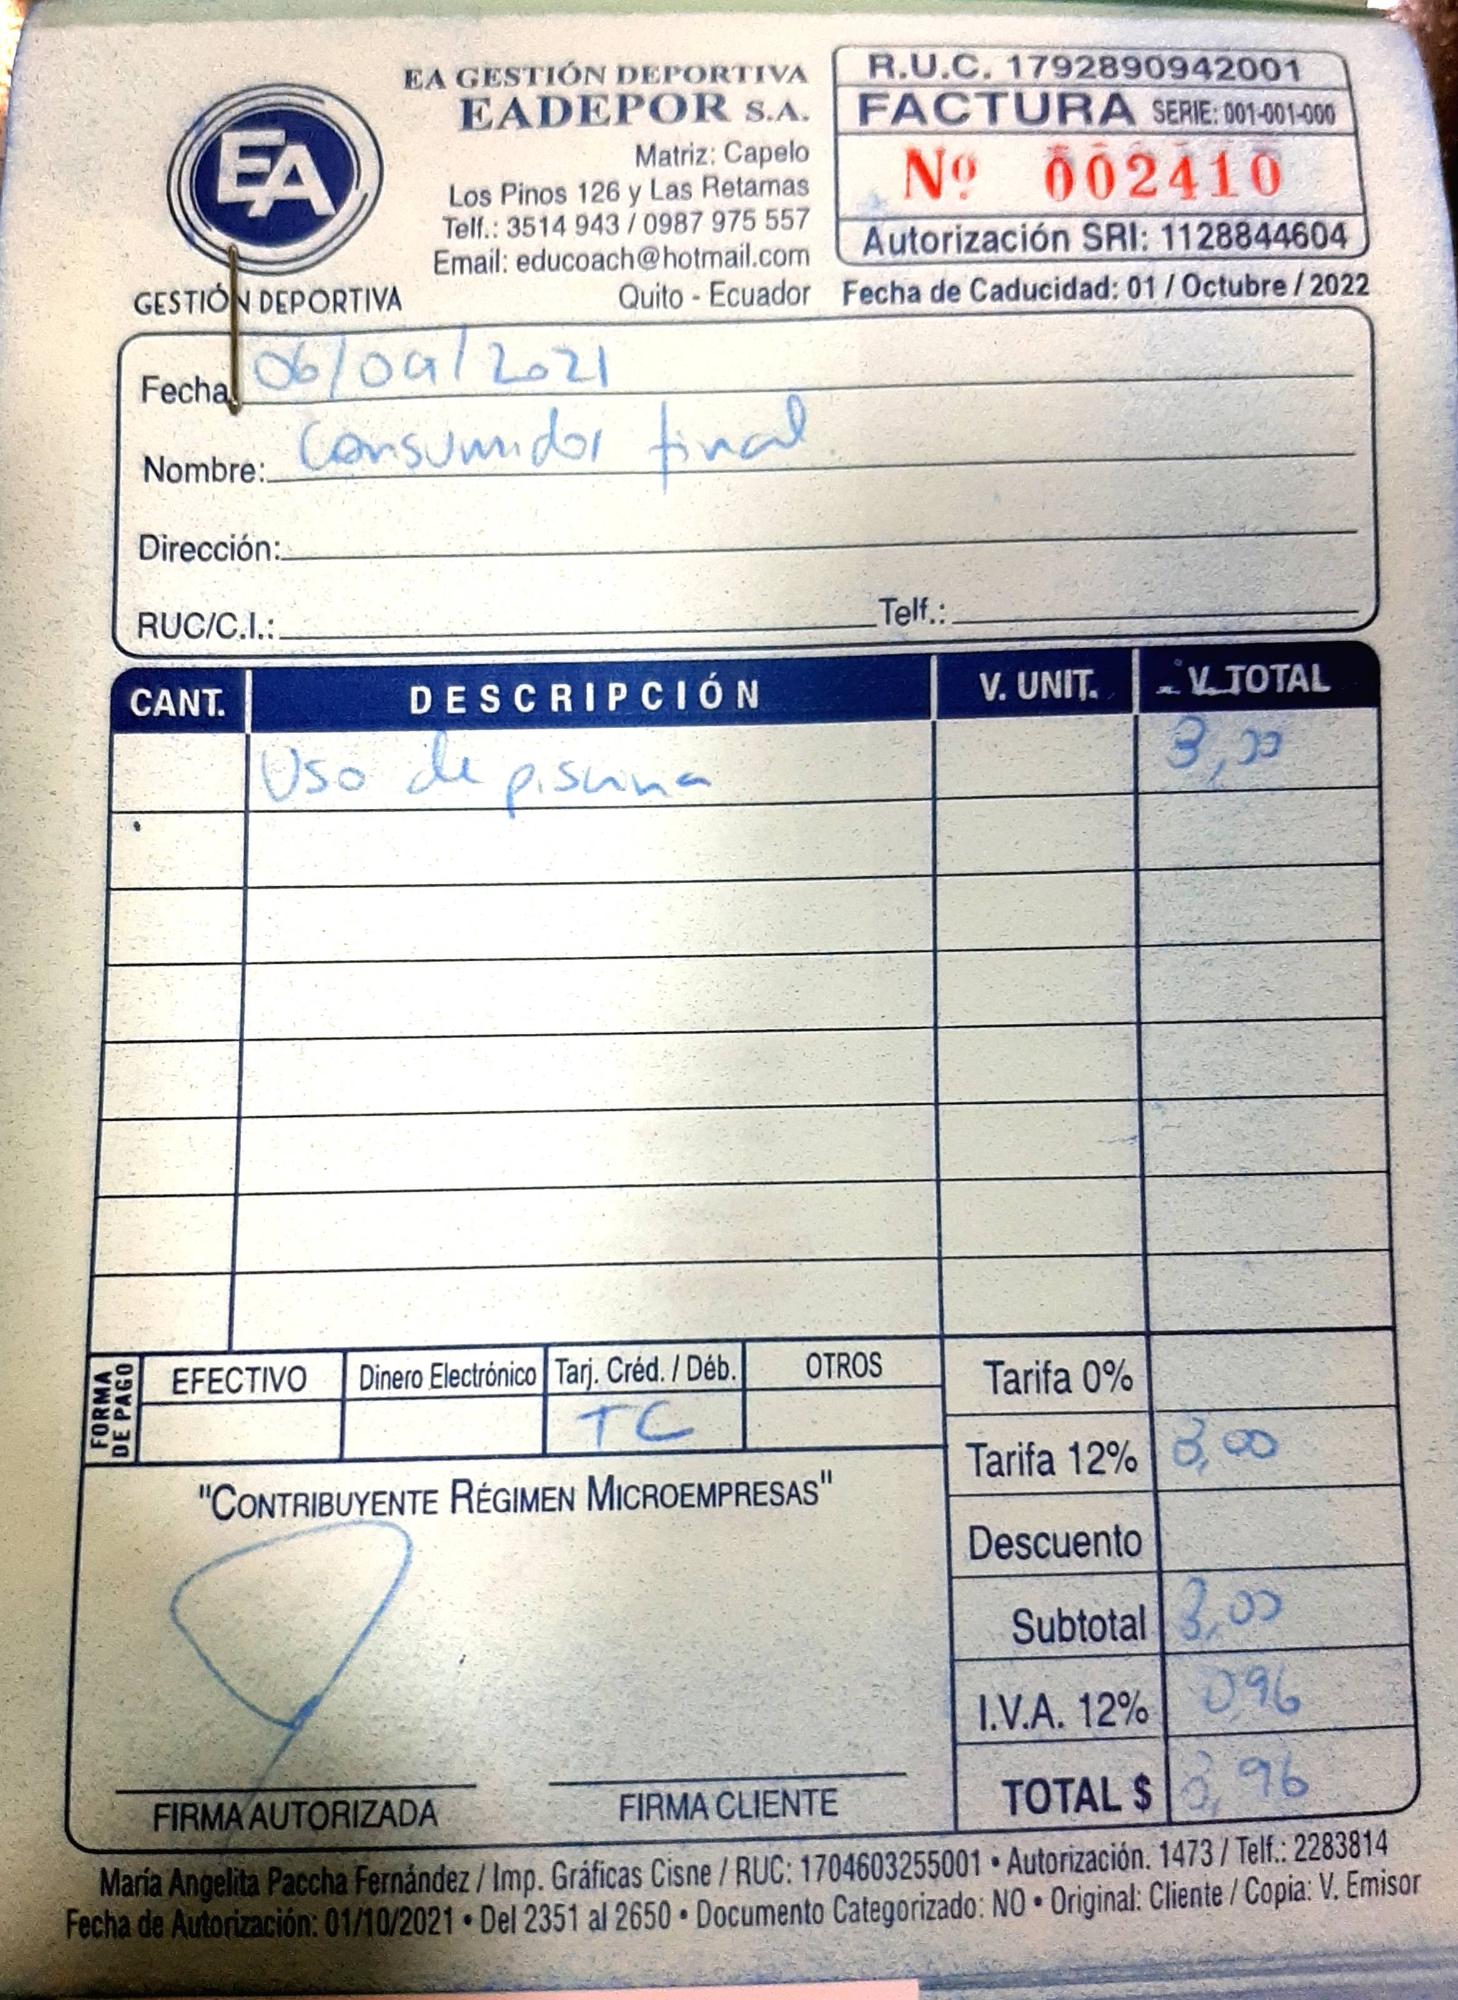 EA
GESTIÓN DEPORTIVA
EA GESTIÓN DEPORTIVA
EADEPOR S.A.
Matriz: Capelo
Los Pinos 126 y Las Retamas
Telf.: 3514 943 / 0987 975 557
Email: educoach@hotmail.com
Quito - Ecuador
R.U.C. 1792890942001
FACTURA SERIE: 001-001-000
Nº 002410
Autorización SRI: 1128844604
Fecha de Caducidad: 01 / Octubre / 2022
Fecha 06/09/2021
Nombre: Consumidor final
Dirección:
RUC/C.I.: Telf.:
CANT. DESCRIPCIÓN V. UNIT. V. TOTAL
Uso de piscina 3,00
FORMA DE PAGO
EFECTIVO Dinero Electrónico Tarj. Créd. / Déb. OTROS
TC
Tarifa 0%
Tarifa 12% 3,00
Descuento
Subtotal 3,00
I.V.A. 12% 0,96
TOTAL $ 3,96
"CONTRIBUYENTE RÉGIMEN MICROEMPRESAS"
FIRMA AUTORIZADA FIRMA CLIENTE
María Angelita Paccha Fernández / Imp. Gráficas Cisne / RUC: 1704603255001 • Autorización. 1473 / Telf.: 2283814
Fecha de Autorización: 01/10/2021 • Del 2351 al 2650 • Documento Categorizado: NO • Original: Cliente / Copia: V. Emisor